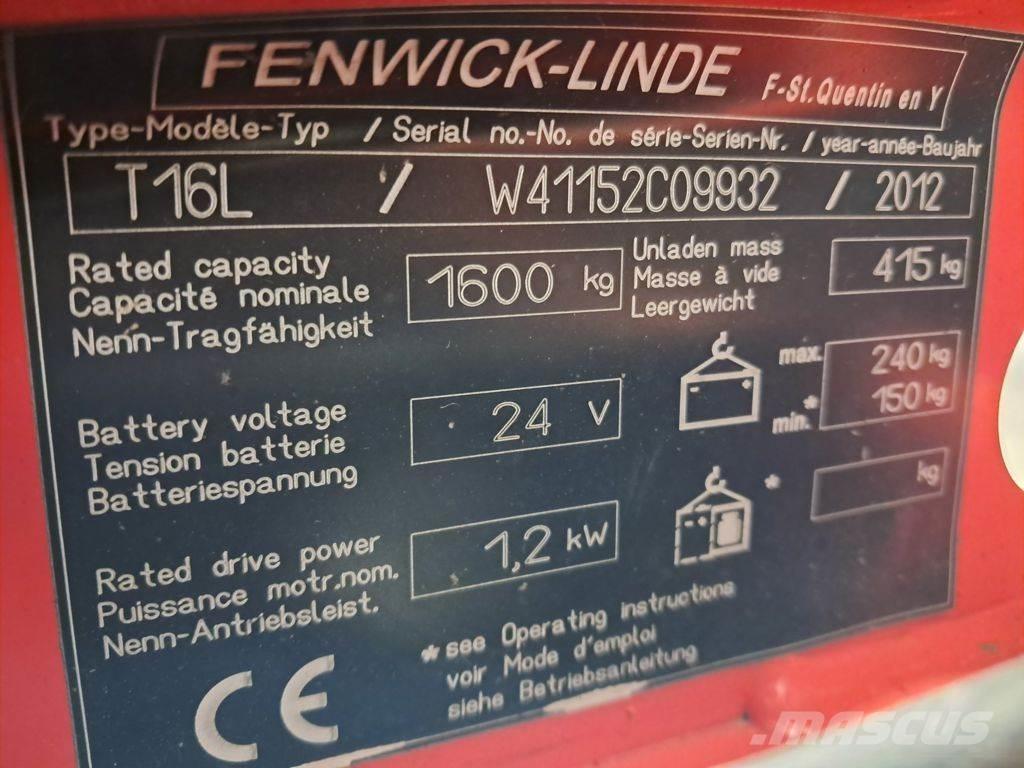 FENWICK-LINDE F-St.Quentin en Y
Type-Modèle-Typ / Serial no.-No. de série-Serien-Nr. / year-année-Baujahr
T16L / W41152C09932 / 2012
Rated capacity
Capacité nominale
Nenn-Tragfähigkeit
1600 kg
Unladen mass
Masse à vide
Leergewicht
415 kg
Battery voltage
Tension batterie
Batteriespannung
24 V
max. 240 kg
min.* 150 kg
* kg
Rated drive power
Puissance motr.nom.
Nenn-Antriebsleist.
1,2 kW
*see Operating instructions
voir Mode d'emploi
siehe Betriebsanleitung
CE
MASCUS